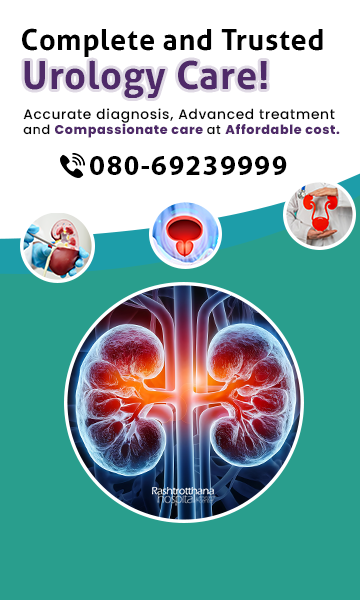 Complete and Trusted
Urology Care!
Accurate diagnosis, Advanced treatment
and Compassionate care at Affordable cost.
080-69239999
Rashtrotthana
hospital